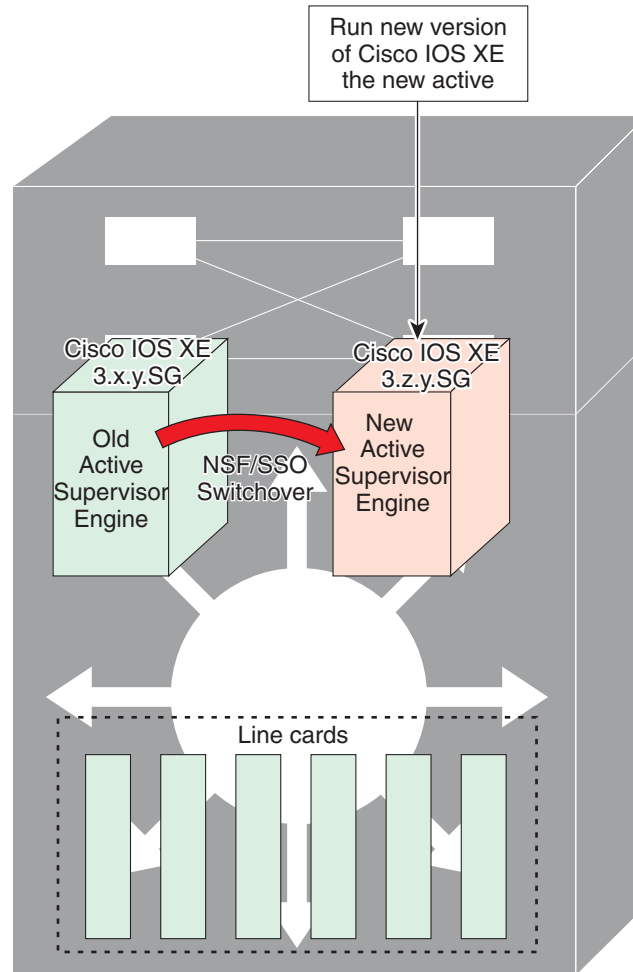 Run new version
of Cisco IOS XE
the new active
Cisco IOS XE
3.x.y.SG
Cisco IOS XE
3.z.y.SG
Old
Active
Supervisor
Engine
NSF/SSO
Switchover
New
Active
Supervisor
Engine
Line cards